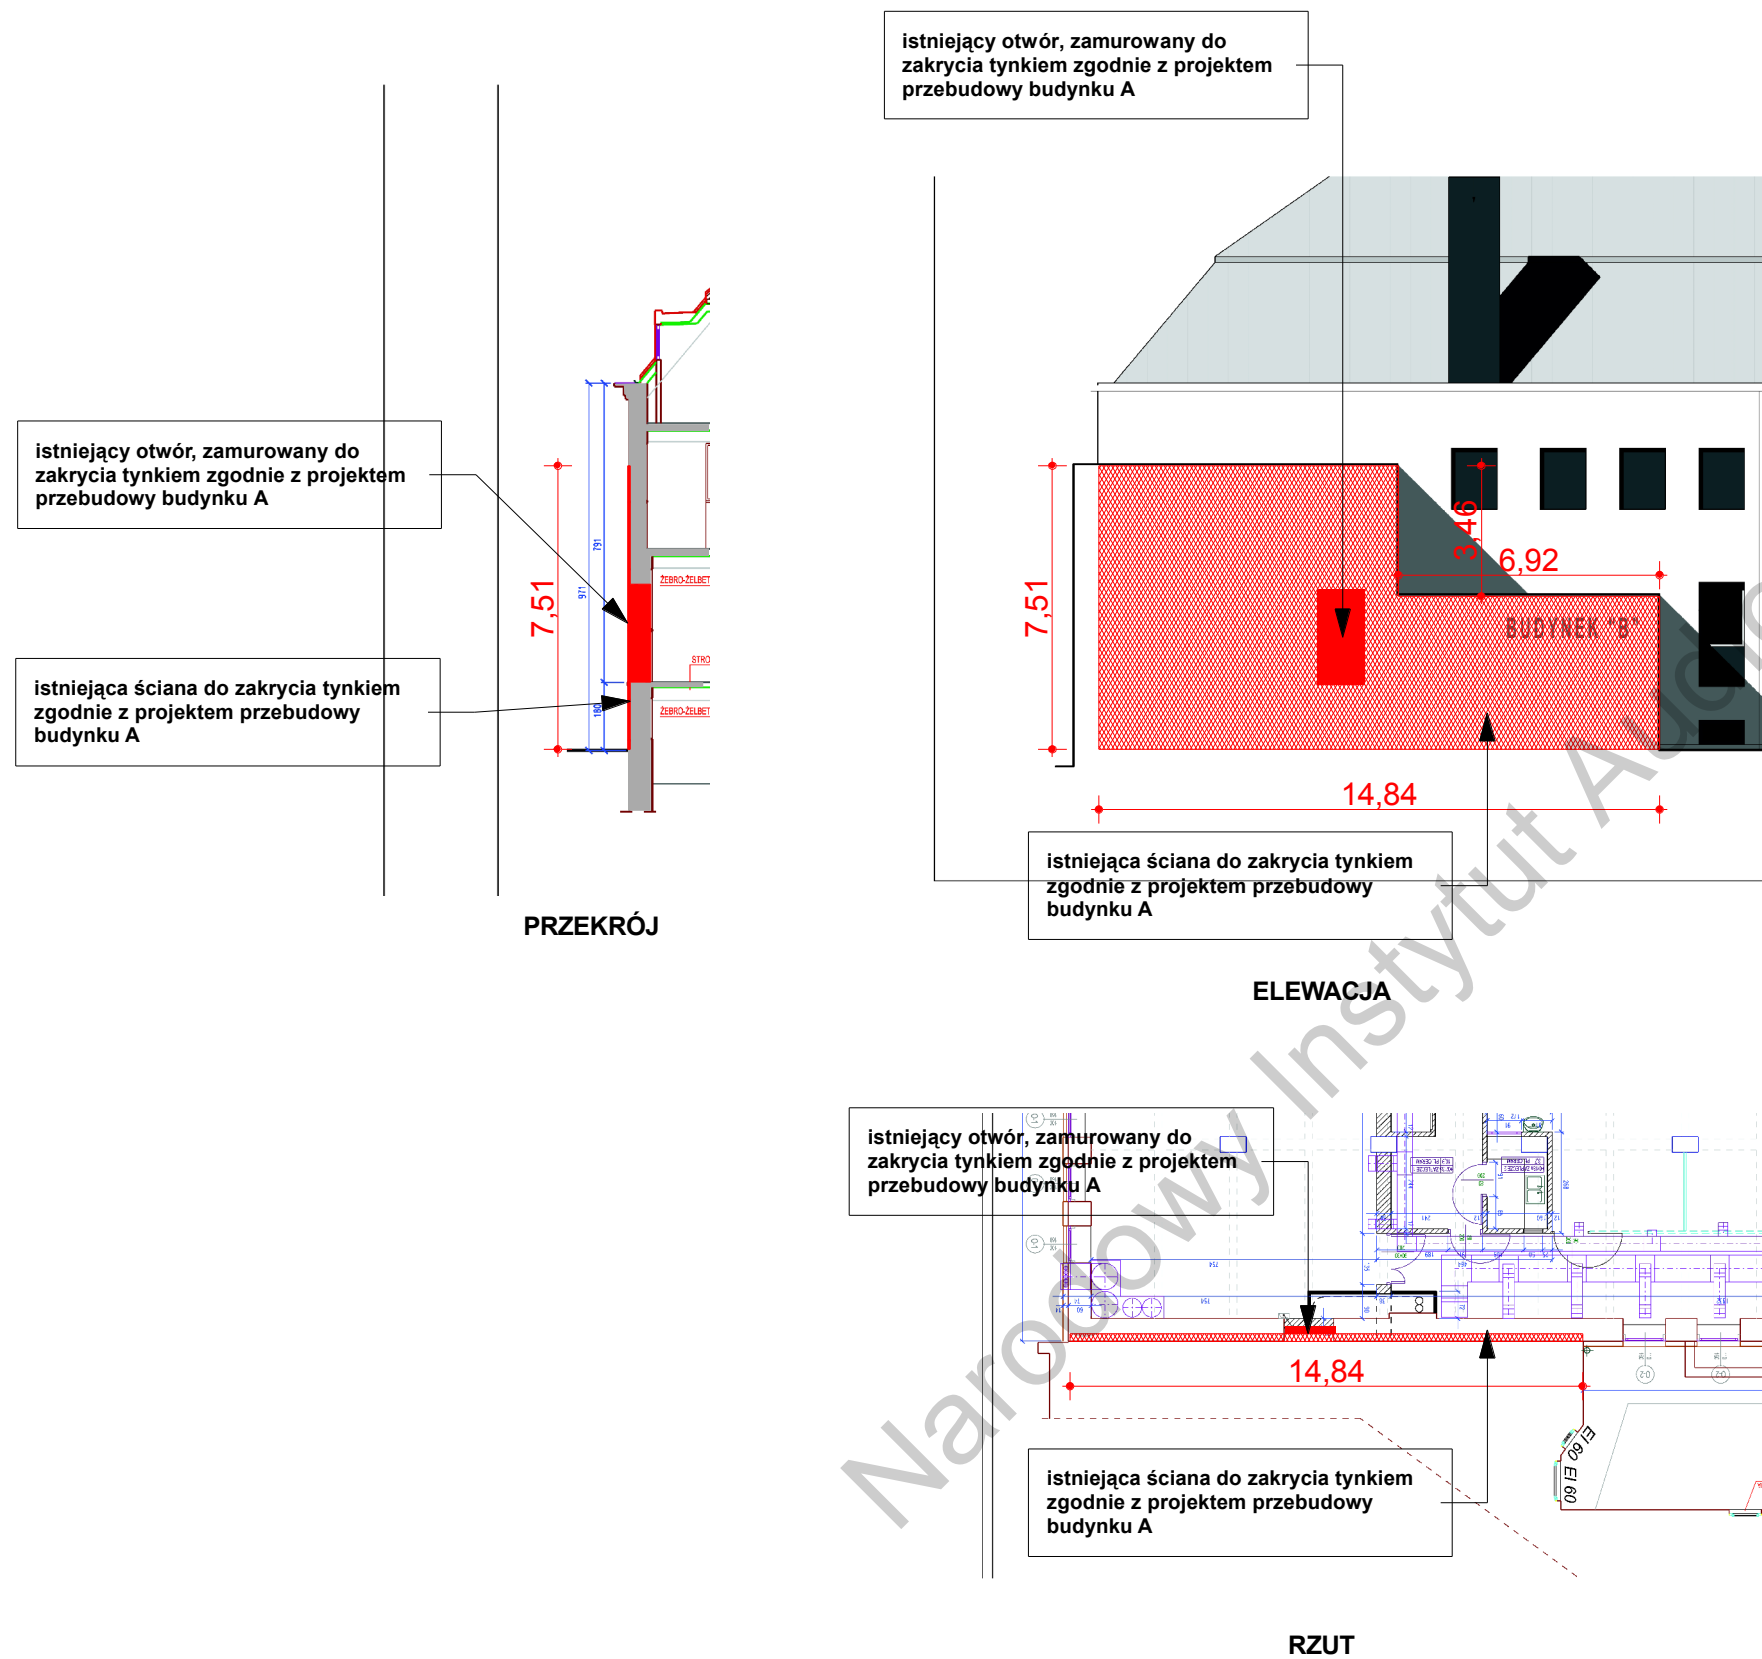 istniejący otwór, zamurowany do
zakrycia tynkiem zgodnie z projektem
przebudowy budynku A
istniejący otwór, zamurowany do
zakrycia tynkiem zgodnie z projektem
przebudowy budynku A
istniejąca ściana do zakrycia tynkiem
zgodnie z projektem przebudowy
budynku A
7,51
971
791
180
ŻEBRO-ŻELBET
STRO
ŻEBRO-ŻELBET
PRZEKRÓJ
7,51
3,46
6,92
BUDYNEK "B"
14,84
istniejąca ściana do zakrycia tynkiem
zgodnie z projektem przebudowy
budynku A
ELEWACJA
istniejący otwór, zamurowany do
zakrycia tynkiem zgodnie z projektem
przebudowy budynku A
14,84
EI 60
EI 60
istniejąca ściana do zakrycia tynkiem
zgodnie z projektem przebudowy
budynku A
RZUT
Narodowy Instytut Audio